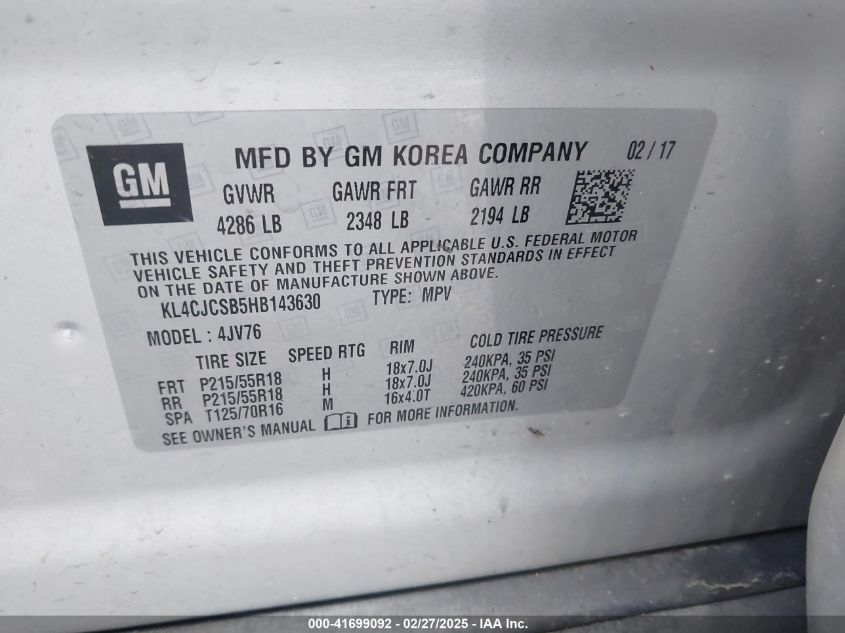 GM
MFD BY GM KOREA COMPANY 02 / 17
GVWR GAWR FRT GAWR RR
4286 LB 2348 LB 2194 LB
THIS VEHICLE CONFORMS TO ALL APPLICABLE U.S. FEDERAL MOTOR
VEHICLE SAFETY AND THEFT PREVENTION STANDARDS IN EFFECT
ON THE DATE OF MANUFACTURE SHOWN ABOVE.
KL4CJCSB5HB143630 TYPE: MPV
MODEL : 4JV76
TIRE SIZE SPEED RTG RIM COLD TIRE PRESSURE
FRT P215/55R18 H 18x7.0J 240KPA, 35 PSI
RR P215/55R18 H 18x7.0J 240KPA, 35 PSI
SPA T125/70R16 M 16x4.0T 420KPA, 60 PSI
SEE OWNER'S MANUAL FOR MORE INFORMATION.
000-41699092 - 02/27/2025 - IAAI - US Inc.